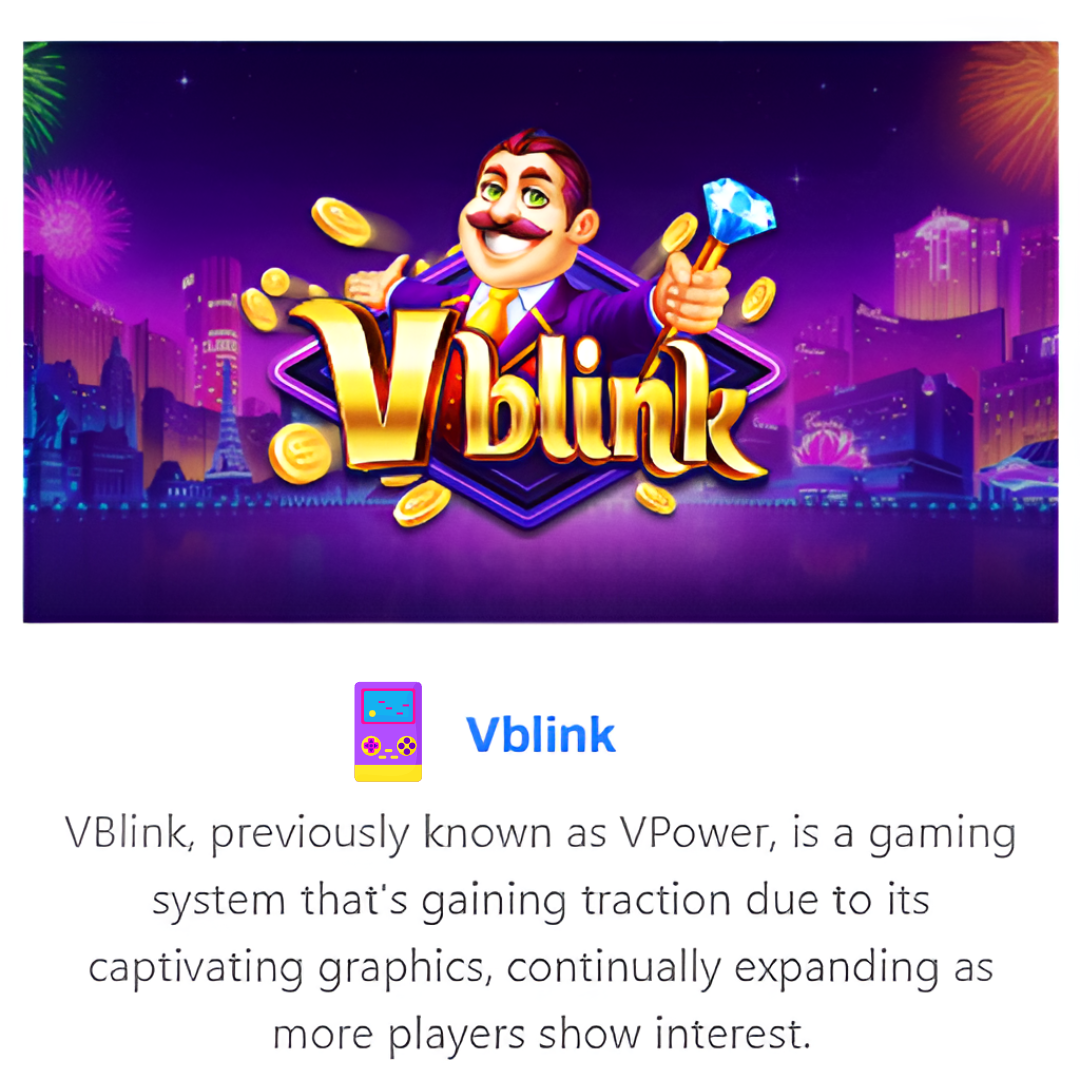 Vblink
Vblink
VBlink, previously known as VPower, is a gaming
system that's gaining traction due to its
captivating graphics, continually expanding as
more players show interest.